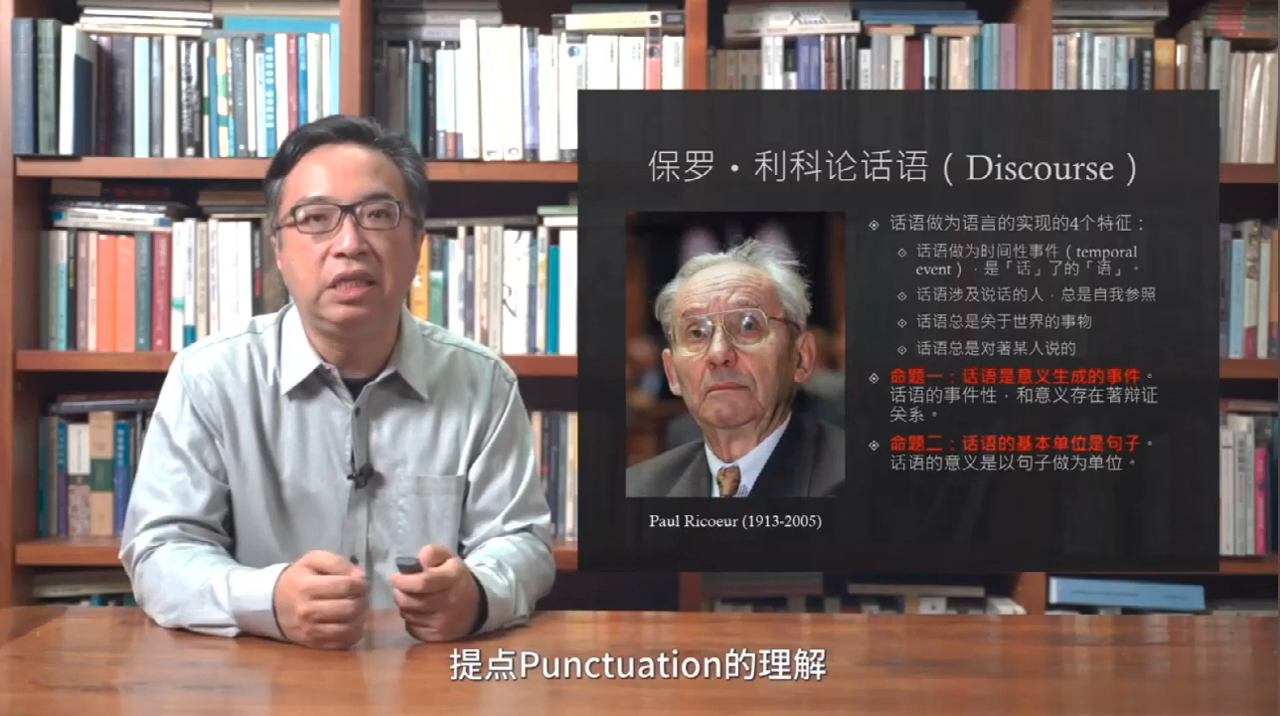 保罗·利科论话语（Discourse）
◈ 话语做为语言的实现的4个特征：
◇ 话语做为时间性事件（temporal
event），是「话」了的「语」。
◇ 话语涉及说话的人，总是自我参照
◇ 话语总是关于世界的事物
◇ 话语总是对著某人说的
◈ 命题一：话语是意义生成的事件。
话语的事件性，和意义存在著辩证
关系。
◈ 命题二：话语的基本单位是句子。
话语的意义是以句子做为单位。
Paul Ricoeur (1913-2005)
提点Punctuation的理解